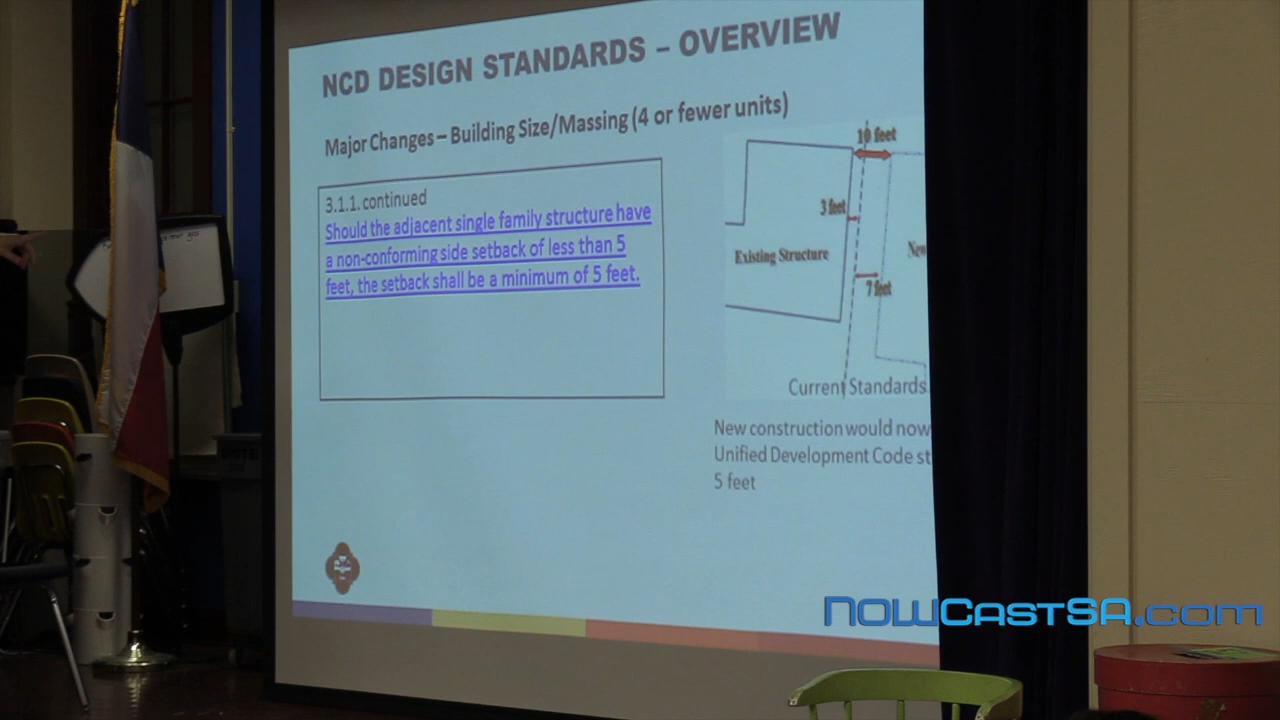 NCD DESIGN STANDARDS – OVERVIEW
Major Changes – Building Size/Massing (4 or fewer units)
3.1.1. continued
Should the adjacent single family structure have
a non-conforming side setback of less than 5
feet, the setback shall be a minimum of 5 feet.
10 feet
3 feet
Existing Structure
New
7 feet
Current Standards
New construction would now
Unified Development Code st
5 feet
NOWCastSA.com